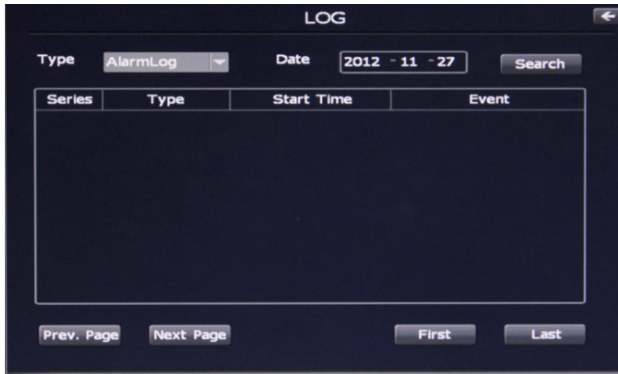 LOG
Type AlarmLog Date 2012 - 11 - 27 Search
Series Type Start Time Event
Prev. Page Next Page First Last